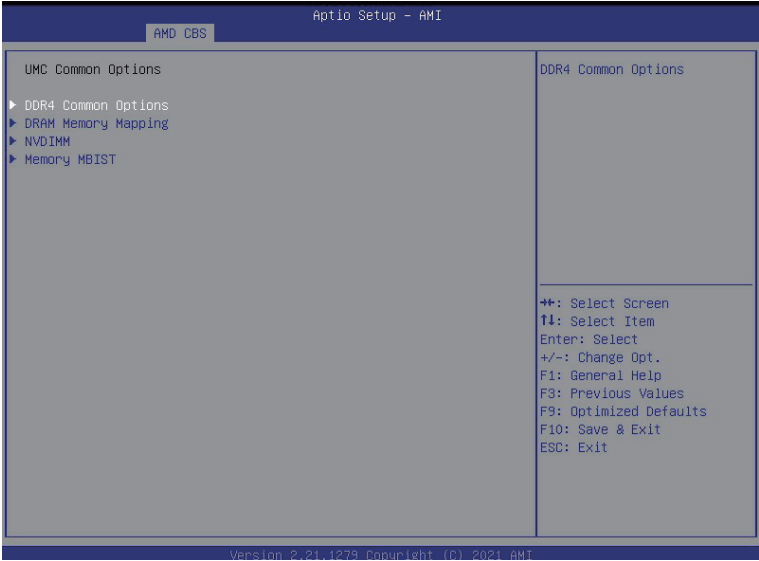 Aptio Setup – AMI
AMD CBS
UMC Common Options
▶ DDR4 Common Options
▶ DRAM Memory Mapping
▶ NVDIMM
▶ Memory MBIST
DDR4 Common Options
→←: Select Screen
↑↓: Select Item
Enter: Select
+/-: Change Opt.
F1: General Help
F3: Previous Values
F9: Optimized Defaults
F10: Save & Exit
ESC: Exit
Version 2.21.1279 Copyright (C) 2021 AMI